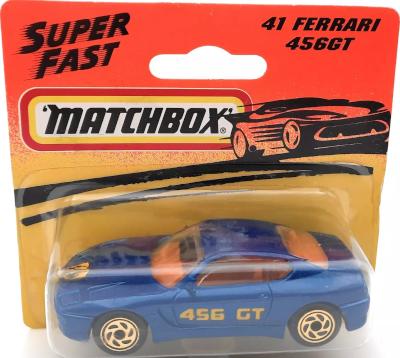 SUPER
FAST
41 FERRARI
456GT
"MATCHBOX"
456 GT